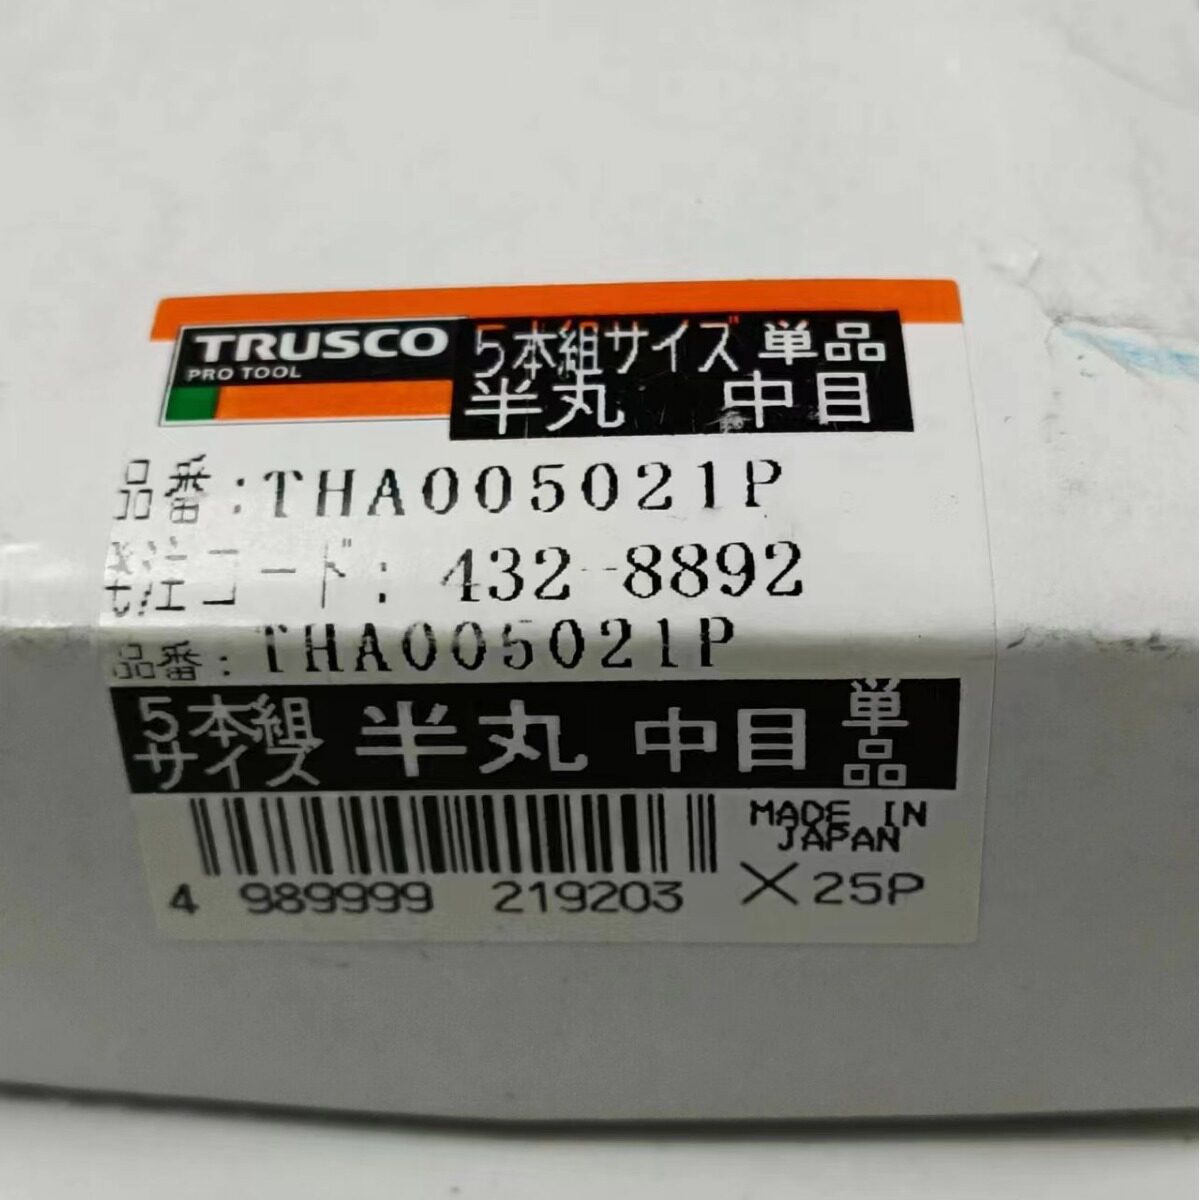 TRUSCO
PRO TOOL
5本組サイズ 単品
半丸 中目
品番:THA005021P
発注コード: 432-8892
品番:THA005021P
5本組サイズ 半丸 中目 単品
MADE IN
JAPAN
4 989999 219203 ×25P